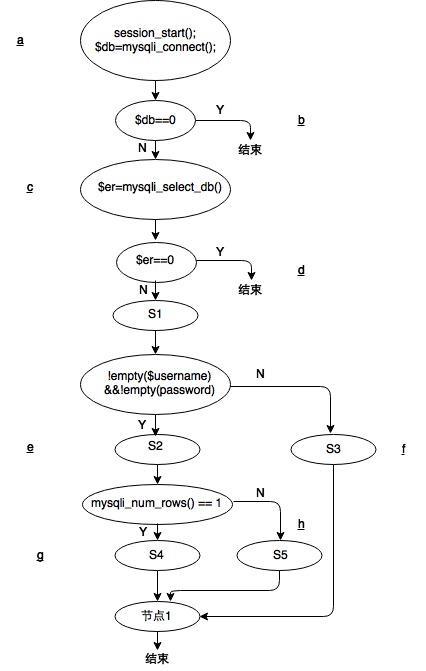 session_start();
a
$db=mysqli_connect();
$db==0
Y
b
N
结束
c
$er=mysqli_select_db()
$er==0
Y
d
N
结束
S1
!empty($username)
&&!empty(password)
N
Y
e
S2
S3
f
mysqli_num_rows() == 1
N
Y
h
g
S4
S5
节点1
结束